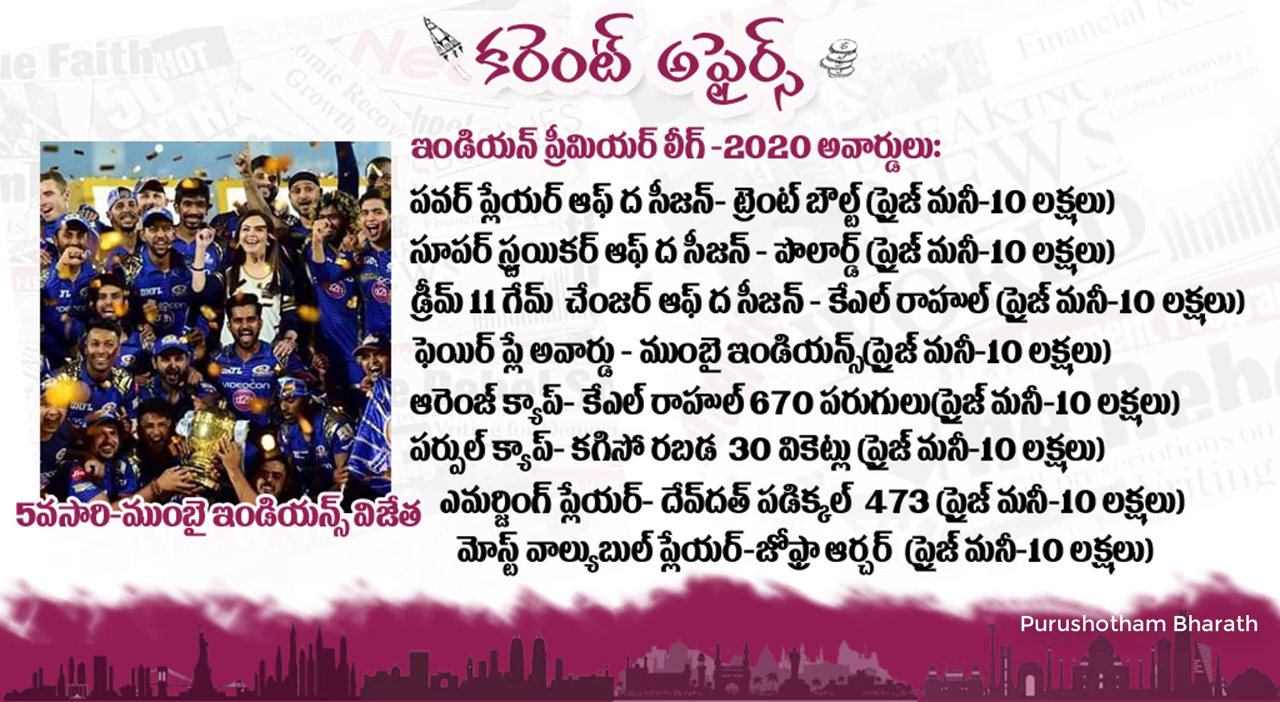 కరెంట్ అఫైర్స్
ఇండియన్ ప్రీమియర్ లీగ్ -2020 అవార్డులు:
పవర్ ప్లేయర్ ఆఫ్ ద సీజన్- ట్రెంట్ బౌల్ట్ (ప్రైజ్ మనీ-10 లక్షలు)
సూపర్ స్ట్రయికర్ ఆఫ్ ద సీజన్ - పొలార్డ్ (ప్రైజ్ మనీ-10 లక్షలు)
డ్రీమ్ 11 గేమ్ చేంజర్ ఆఫ్ ద సీజన్ - కేఎల్ రాహుల్ (ప్రైజ్ మనీ-10 లక్షలు)
ఫెయిర్ ప్లే అవార్డు - ముంబై ఇండియన్స్(ప్రైజ్ మనీ-10 లక్షలు)
ఆరెంజ్ క్యాప్- కేఎల్ రాహుల్ 670 పరుగులు(ప్రైజ్ మనీ-10 లక్షలు)
పర్పుల్ క్యాప్- కగిసో రబడ 30 వికెట్లు (ప్రైజ్ మనీ-10 లక్షలు)
ఎమర్జింగ్ ప్లేయర్- దేవ్‌దత్ పడిక్కల్ 473 (ప్రైజ్ మనీ-10 లక్షలు)
మోస్ట్ వాల్యుబుల్ ప్లేయర్-జోఫ్రా ఆర్చర్ (ప్రైజ్ మనీ-10 లక్షలు)
5వసారి-ముంబై ఇండియన్స్ విజేత
Purushotham Bharath